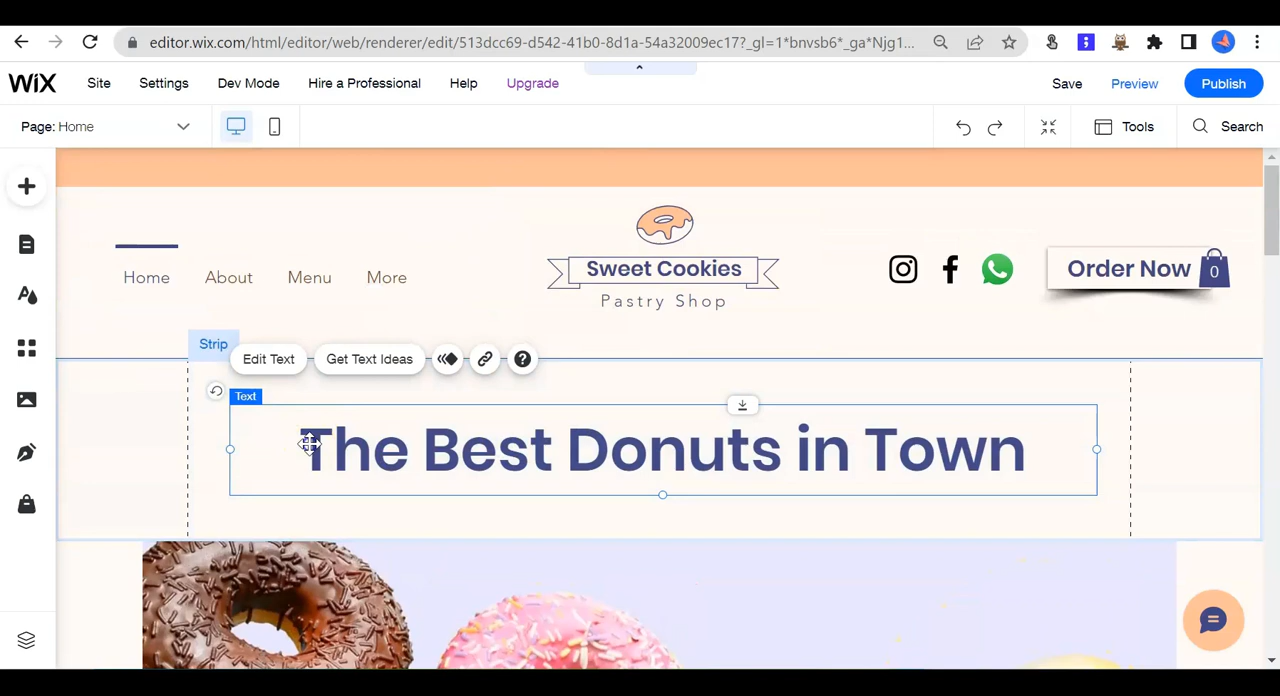 editor.wix.com/html/editor/web/renderer/edit/513dcc69-d542-41b0-8d1a-54a32009ec17?_gl=1*bnvsb6*_ga*Njg1...
WiX Site Settings Dev Mode Hire a Professional Help Upgrade Save Preview Publish
Page: Home Tools Search
Sweet Cookies
Pastry Shop
Home About Menu More
Order Now 0
Strip
Edit Text Get Text Ideas ?
Text
The Best Donuts in Town